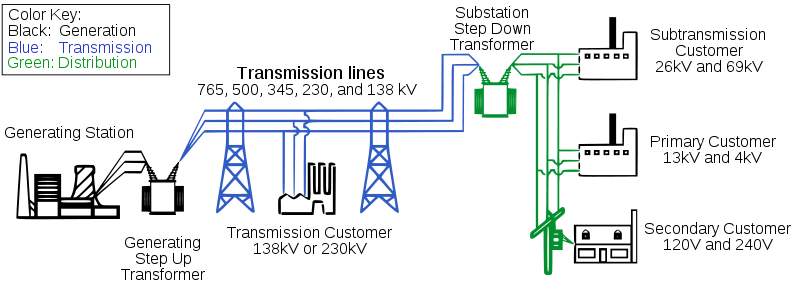 Color Key:
Black: Generation
Blue: Transmission
Green: Distribution
Substation
Step Down
Transformer
Subtransmission
Customer
26kV and 69kV
Transmission lines
765, 500, 345, 230, and 138 kV
Generating Station
Primary Customer
13kV and 4kV
Generating
Step Up
Transformer
Transmission Customer
138kV or 230kV
Secondary Customer
120V and 240V